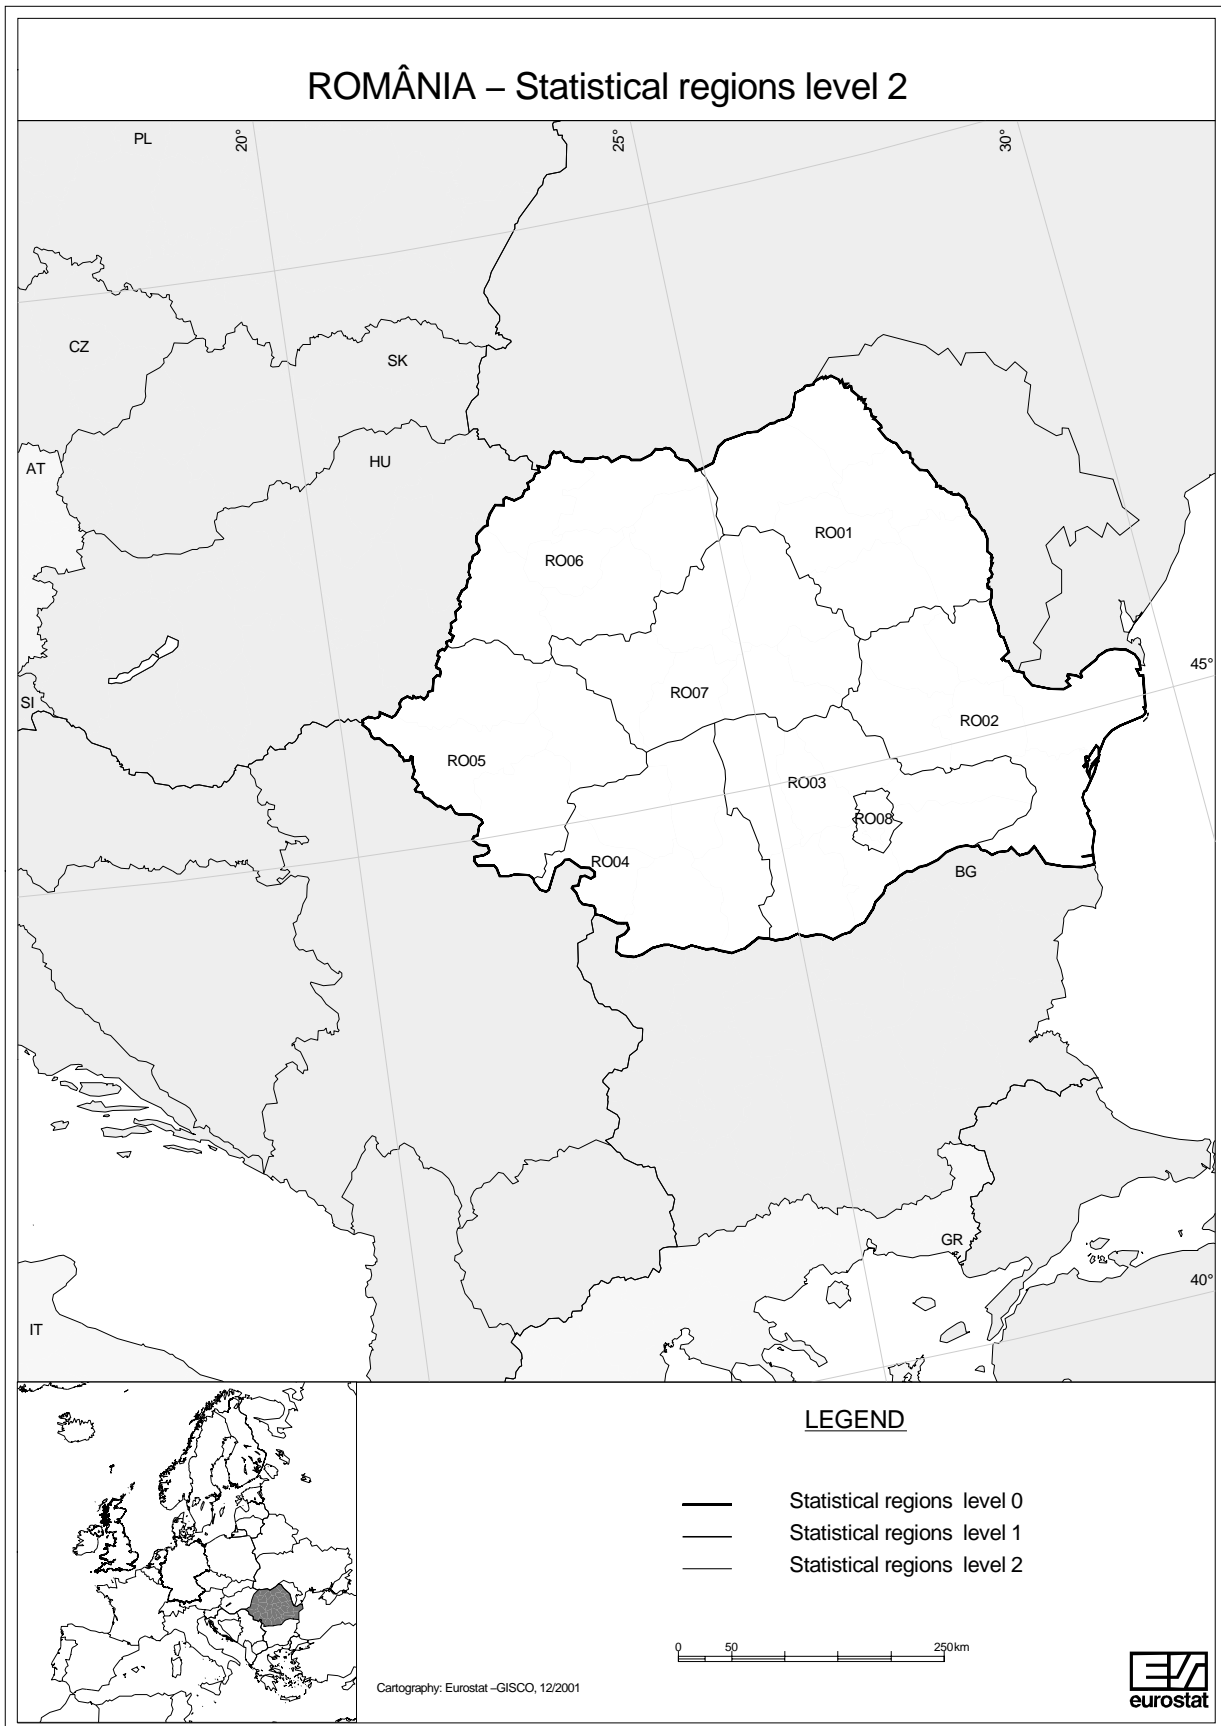 ROMÂNIA – Statistical regions level 2
PL
20°
25°
30°
CZ
SK
AT
HU
RO01
RO06
45°
SI
RO07
RO02
RO05
RO03
RO08
RO04
BG
GR
40°
IT
LEGEND
Statistical regions level 0
Statistical regions level 1
Statistical regions level 2
0 50 250km
Cartography: Eurostat –GISCO, 12/2001
eurostat